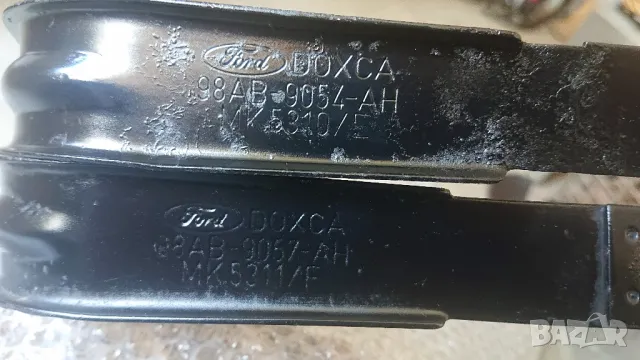 Ford DOXCA
98AB-9054-AH
MK5310/E
Ford DOXCA
98AB-9057-AH
MK5311/F
BAZAR